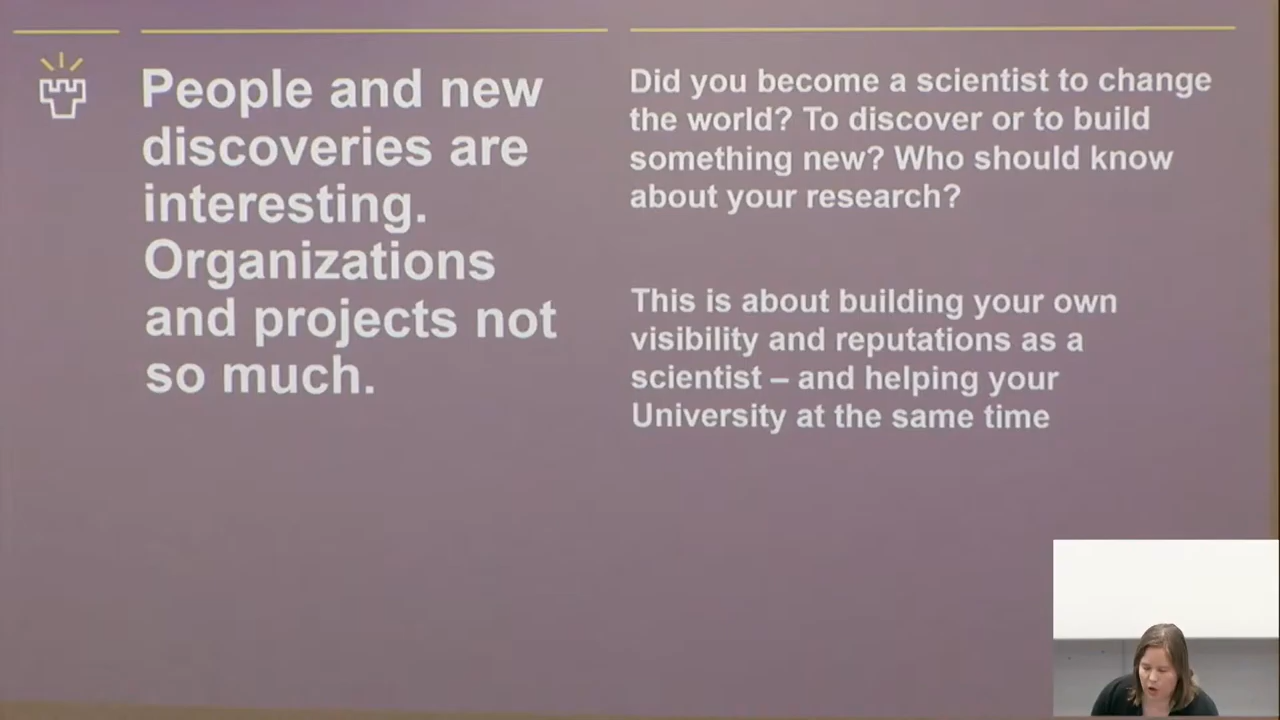 People and new
discoveries are
interesting.
Organizations
and projects not
so much.
Did you become a scientist to change
the world? To discover or to build
something new? Who should know
about your research?
This is about building your own
visibility and reputations as a
scientist – and helping your
University at the same time